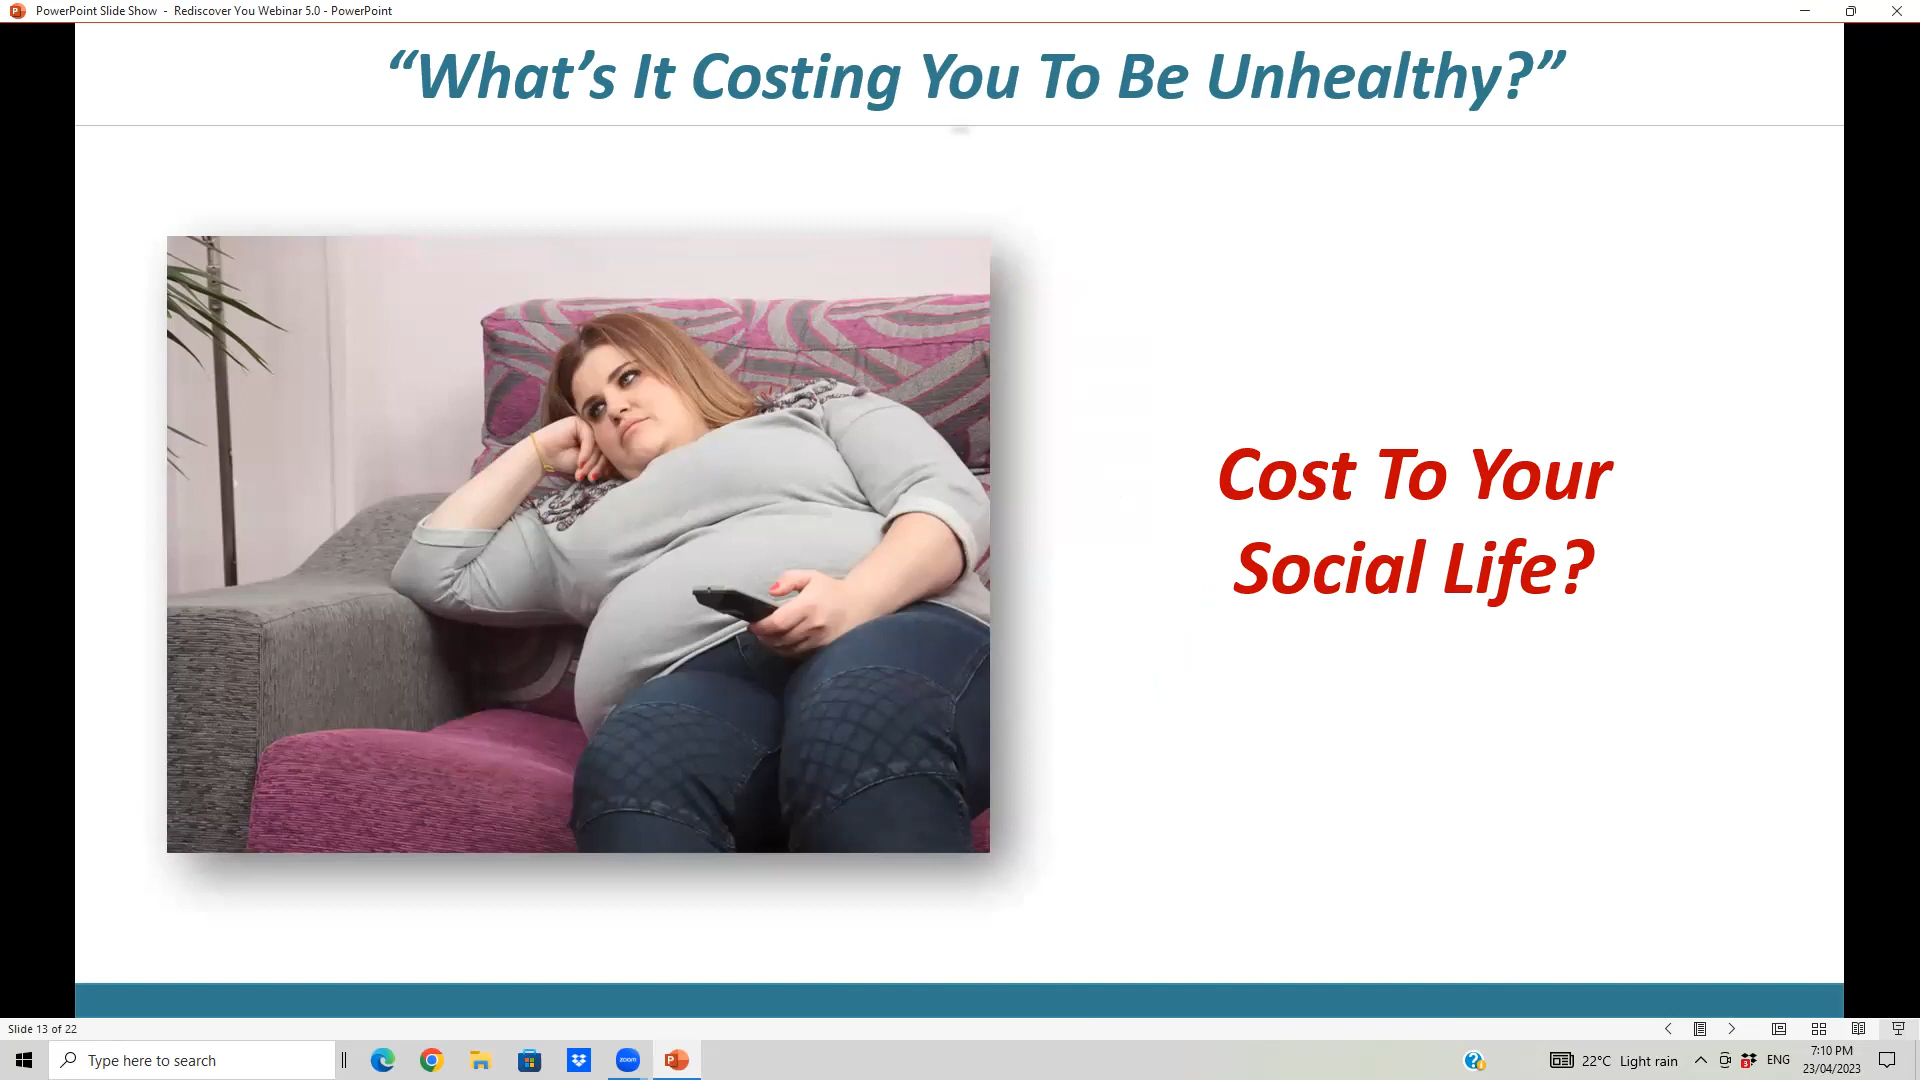 PowerPoint Slide Show - Rediscover You Webinar 5.0 - PowerPoint
“What’s It Costing You To Be Unhealthy?”
Cost To Your
Social Life?
Slide 13 of 22
Type here to search
zoom
22°C Light rain
3
ENG
7:10 PM
23/04/2023